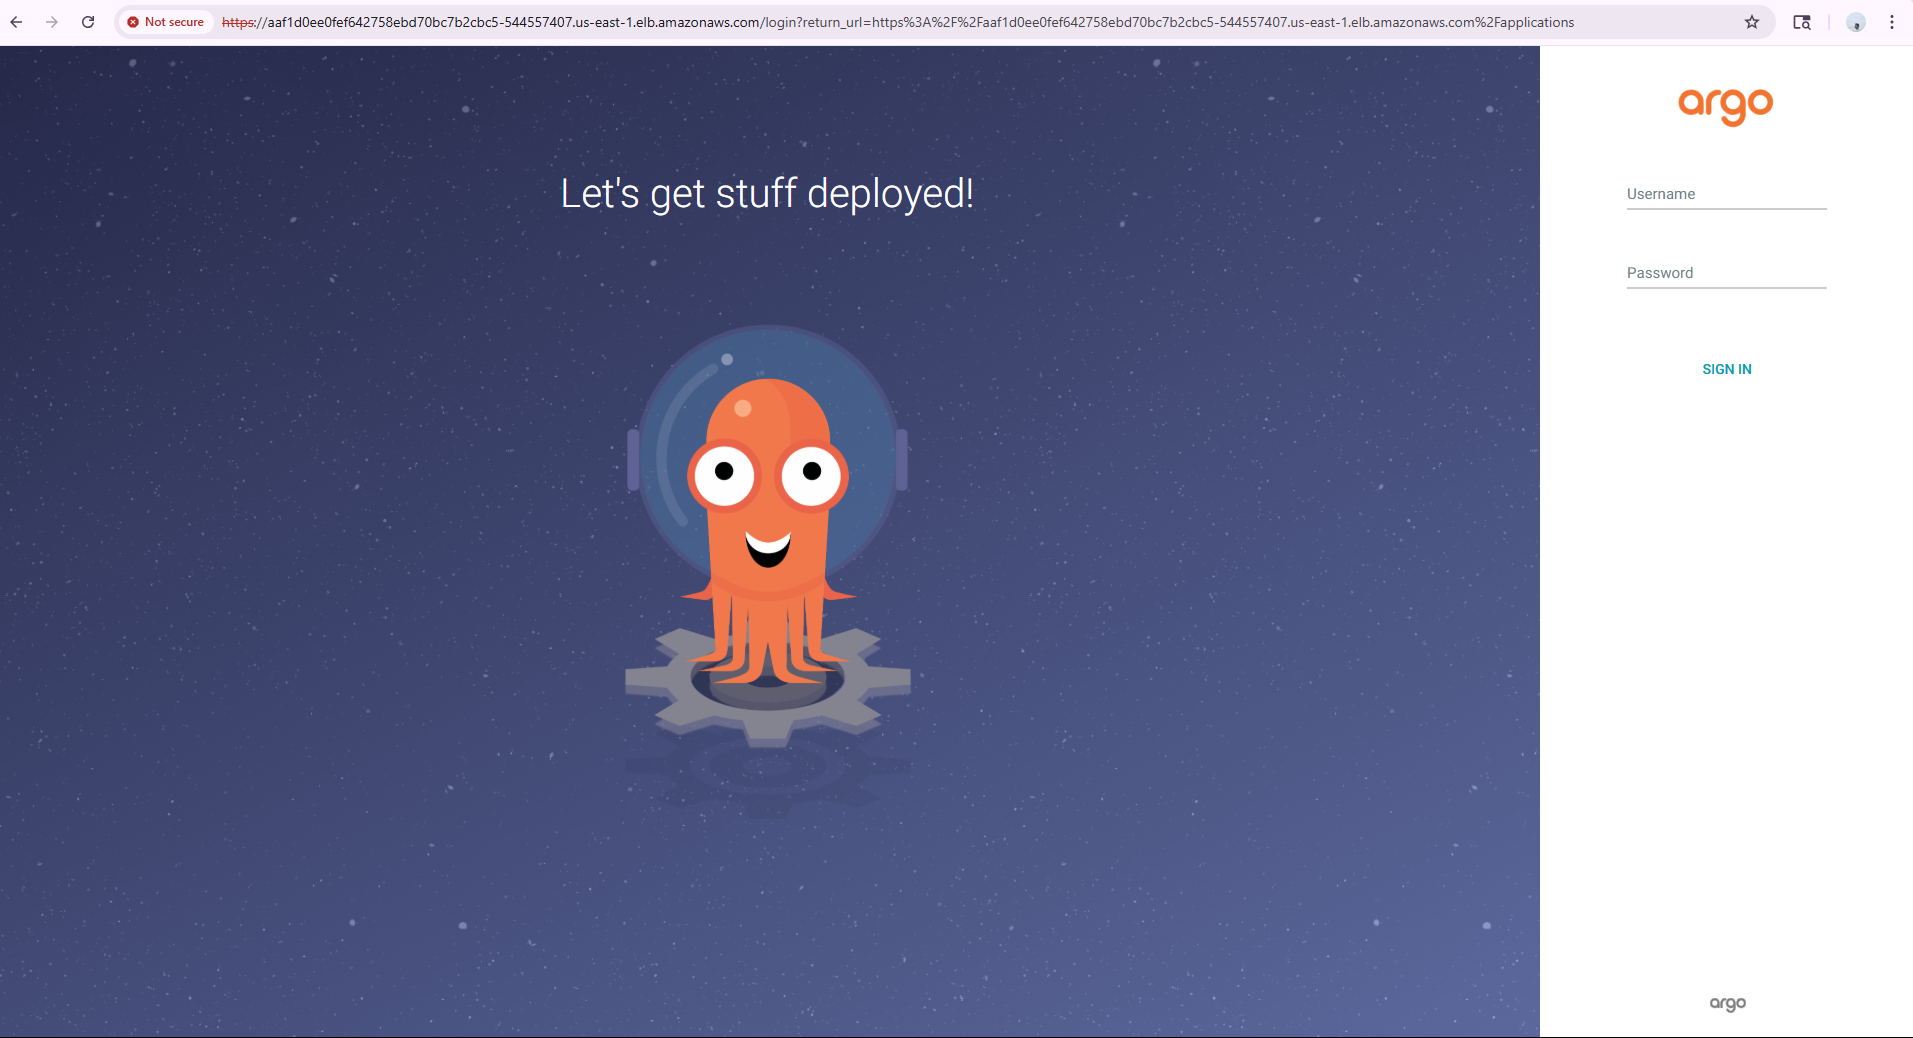 Not secure
https://aaf1d0ee0fef642758ebd70bc7b2cbc5-544557407.us-east-1.elb.amazonaws.com/login?return_url=https%3A%2F%2Faaf1d0ee0fef642758ebd70bc7b2cbc5-544557407.us-east-1.elb.amazonaws.com%2Fapplications
argo
Let's get stuff deployed!
Username
Password
SIGN IN
argo